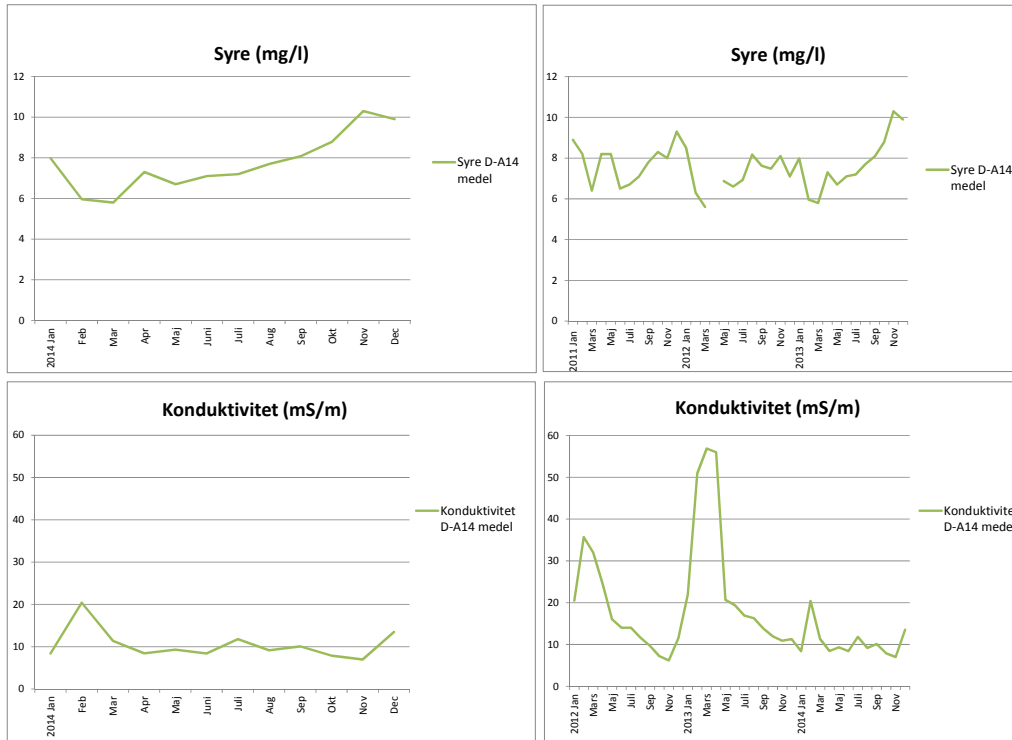 Syre (mg/l)
12
10
8
6
4
2
0
2014 Jan
Feb
Mar
Apr
Maj
Juni
Juli
Aug
Sep
Okt
Nov
Dec
Syre D-A14
medel
Syre (mg/l)
12
10
8
6
4
2
0
2011 Jan
Mars
Maj
Juli
Sep
Nov
2012 Jan
Mars
Maj
Juli
Sep
Nov
2013 Jan
Mars
Maj
Juli
Sep
Nov
Syre D-A14
medel
Konduktivitet (mS/m)
60
50
40
30
20
10
0
2014 Jan
Feb
Mar
Apr
Maj
Juni
Juli
Aug
Sep
Okt
Nov
Dec
Konduktivitet
D-A14 medel
Konduktivitet (mS/m)
60
50
40
30
20
10
0
2012 Jan
Mars
Maj
Juli
Sep
Nov
2013 Jan
Mars
Maj
Juli
Sep
Nov
2014 Jan
Mars
Maj
Juli
Sep
Nov
Konduktivite
D-A14 medel